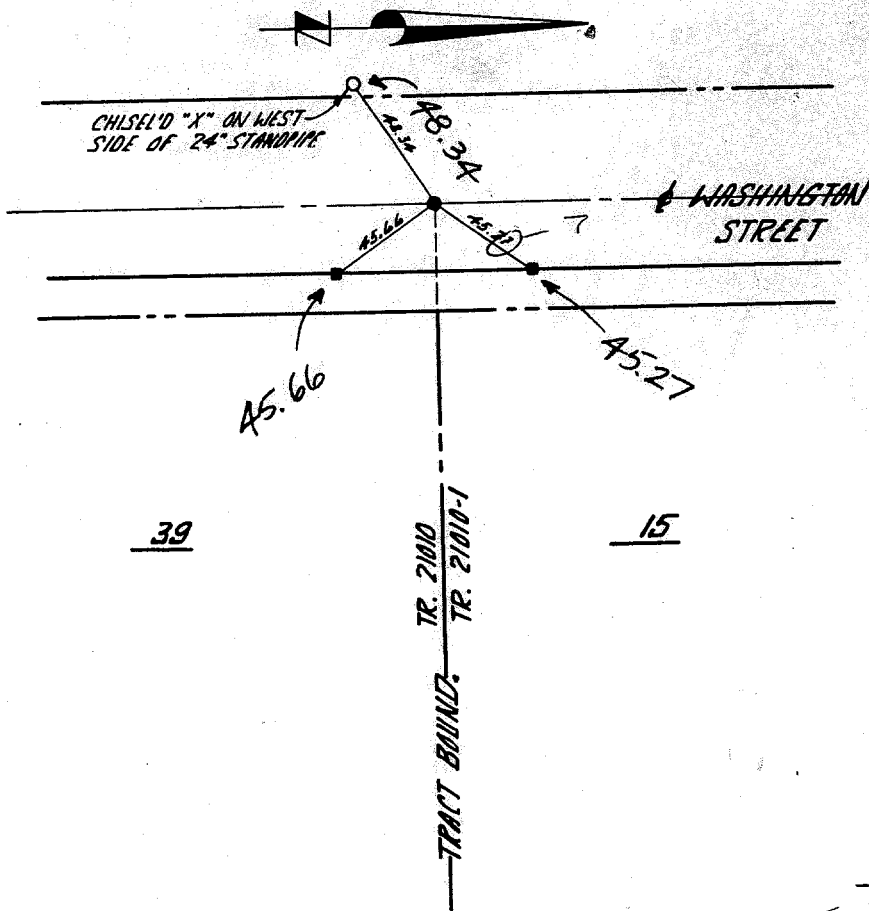 N
CHISEL'D "X" ON WEST
SIDE OF 24" STANDPIPE
48.34
48.34
℄ WASHINGTON
STREET
45.66
45.27
7
45.66
45.27
39
15
TR. 21010
TR. 21010-1
TRACT BOUND.